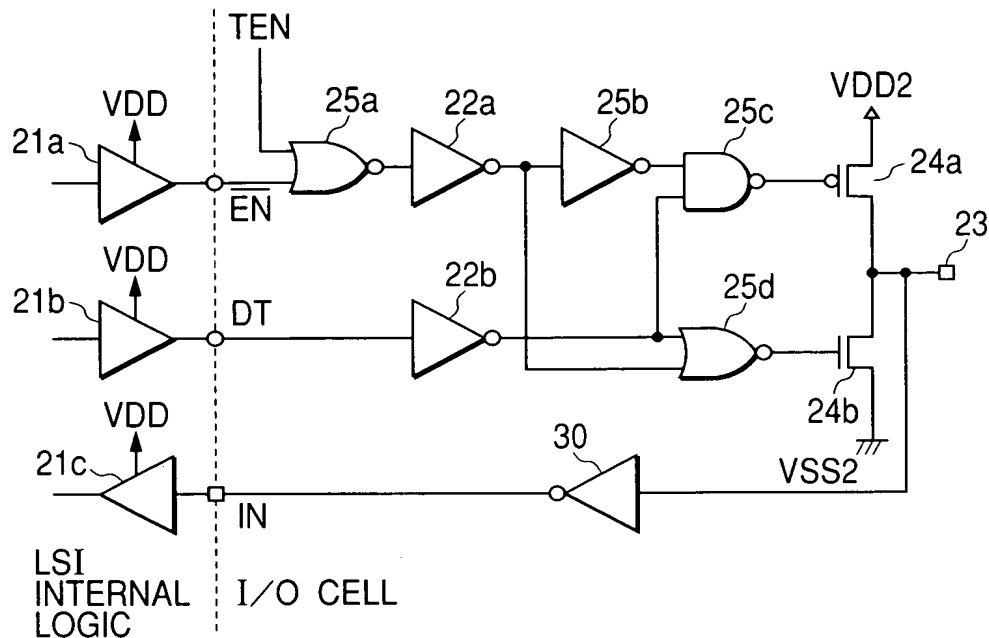 TEN
VDD
21a
EN
25a
22a
25b
25c
VDD2
24a
23
VDD
21b
DT
22b
25d
24b
VSS2
VDD
21c
IN
30
LSI
INTERNAL
LOGIC
I/O CELL